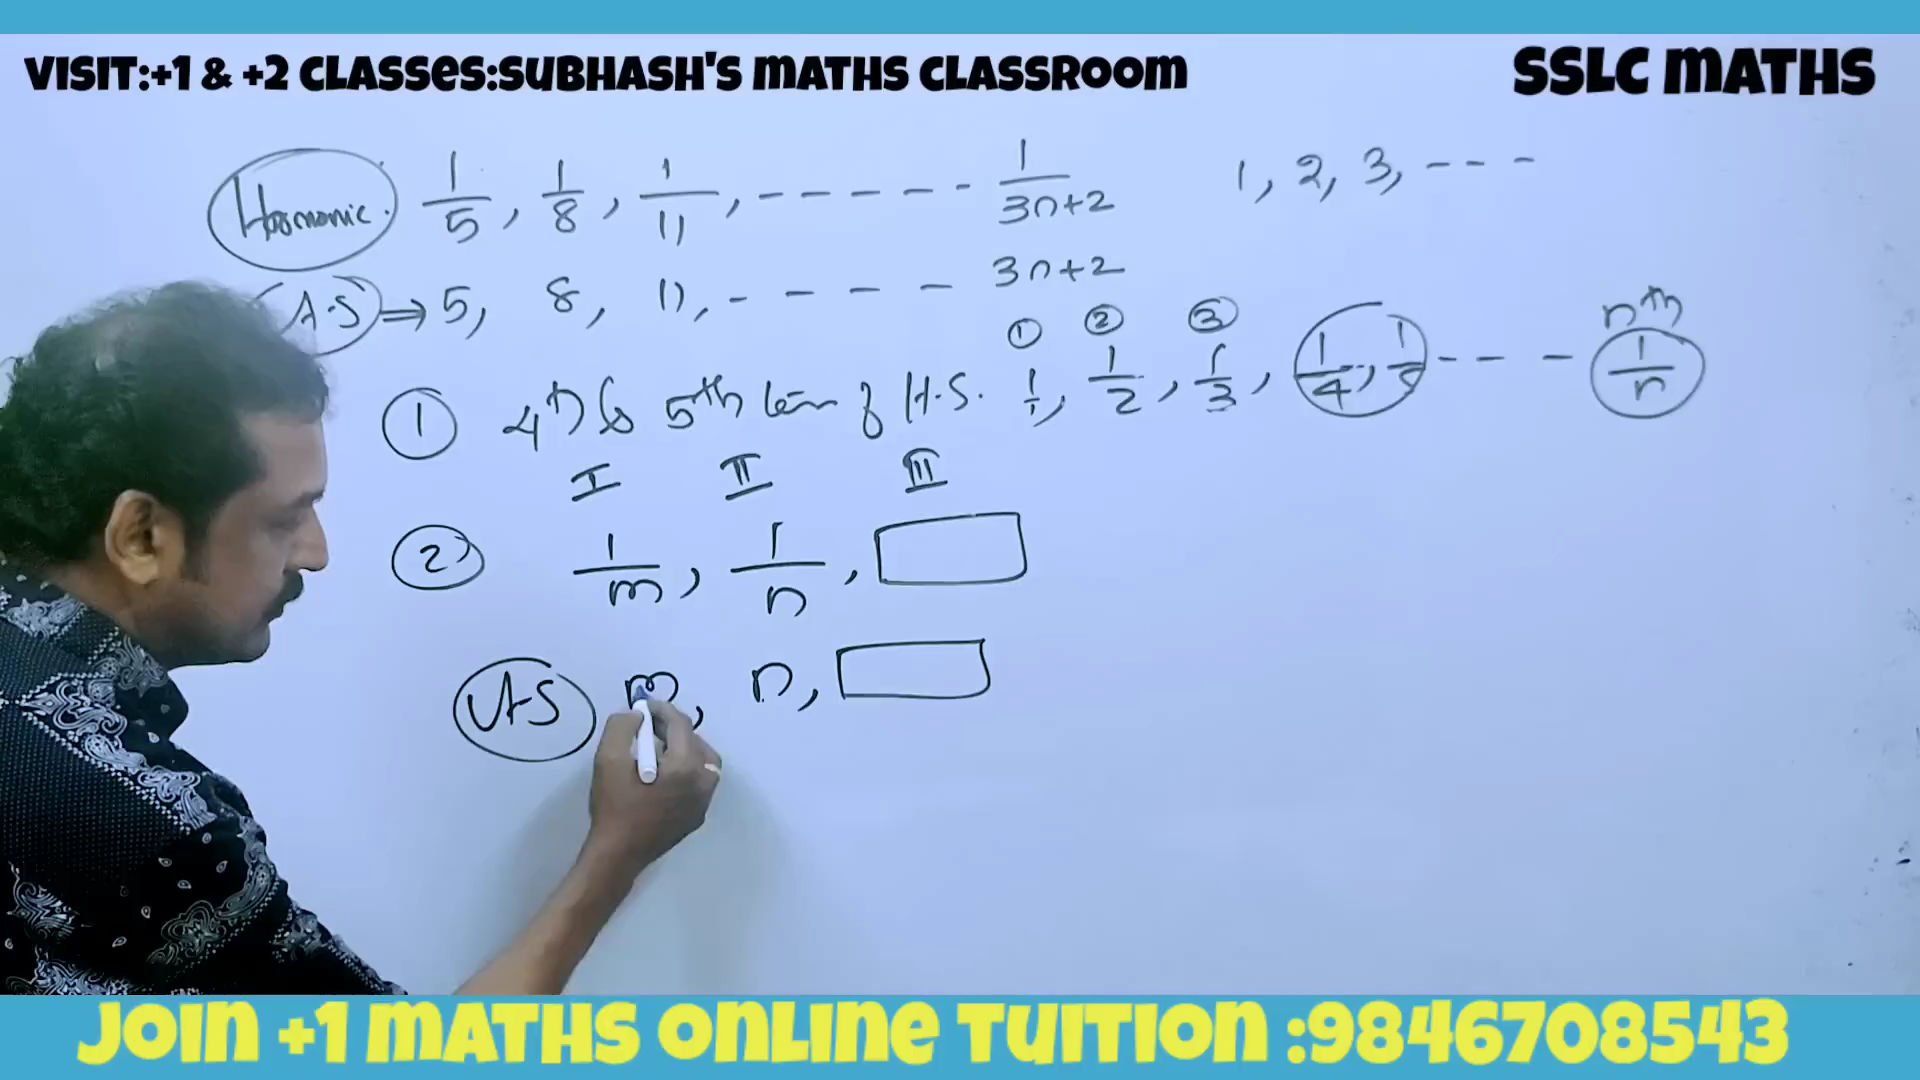 VISIT:+1 & +2 CLASSES:SUBHASH'S MATHS CLASSROOM
SSLC MATHS
Harmonic. 1/5, 1/8, 1/11, ----- 1/3n+2
1, 2, 3, ---
A.S ⇒ 5, 8, 11, ---- 3n+2
① ② ③ nth
① 4th & 5th term of H.S. 1/1, 1/2, 1/3, 1/4, 1/5 --- 1/n
I II III
② 1/m, 1/n,
A.S m, n,
JOIN +1 MATHS ONLINE TUITION :9846708543